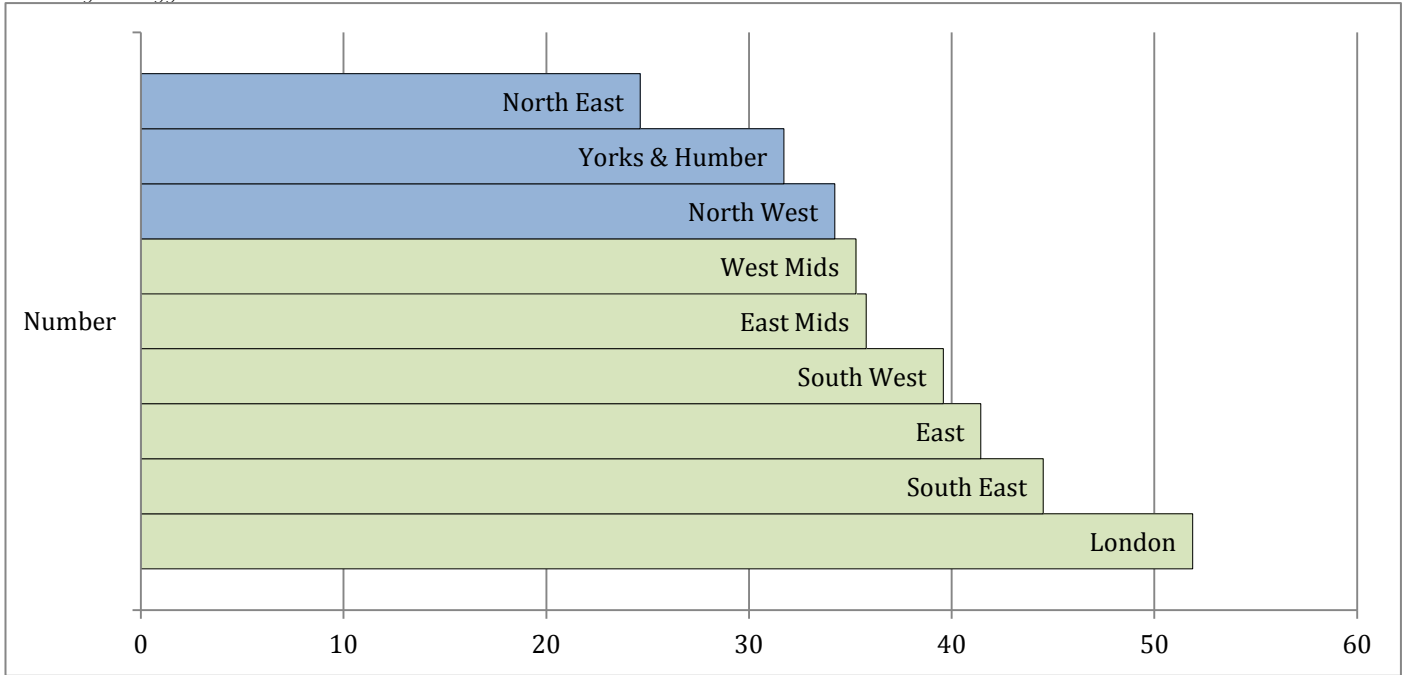 North East
Yorks & Humber
North West
West Mids
East Mids
Number
South West
East
South East
London
0 10 20 30 40 50 60